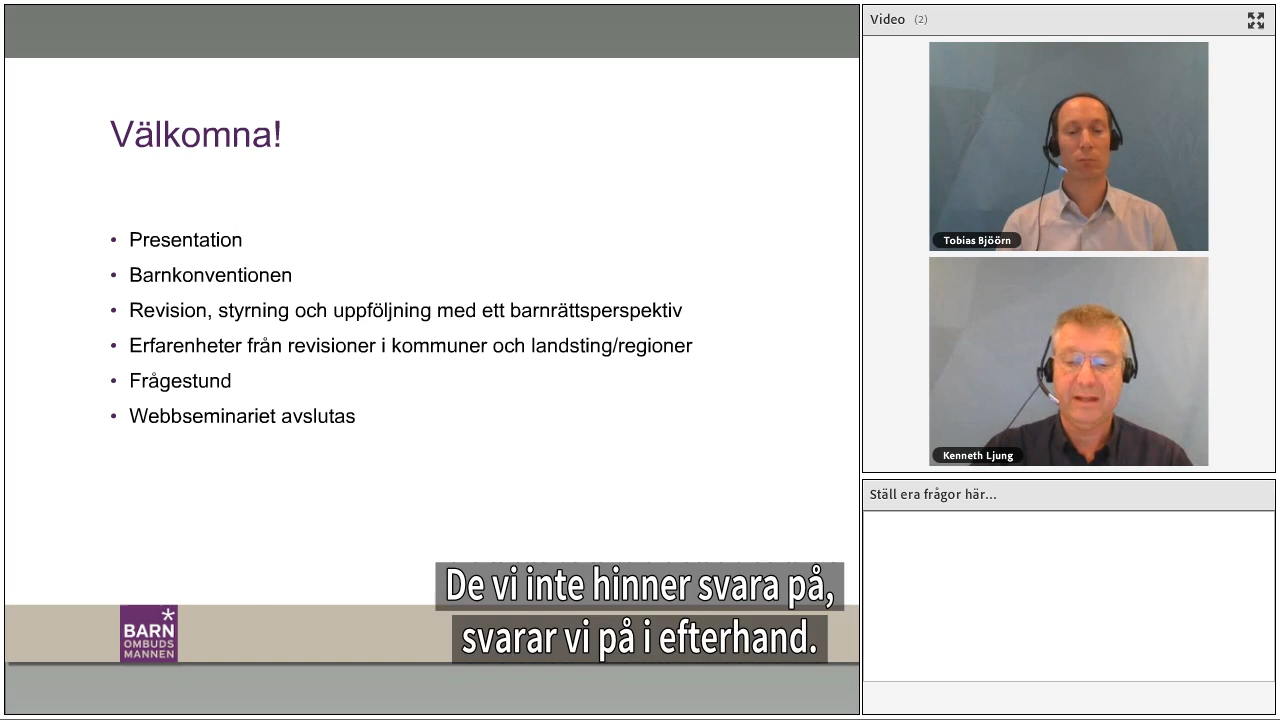 Välkomna!
• Presentation
• Barnkonventionen
• Revision, styrning och uppföljning med ett barnrättsperspektiv
• Erfarenheter från revisioner i kommuner och landsting/regioner
• Frågestund
• Webbseminariet avslutas
BARN
OMBUDS
MANNEN
De vi inte hinner svara på,
svarar vi på i efterhand.
Video (2)
Tobias Bjöörn
Kenneth Ljung
Ställ era frågor här...